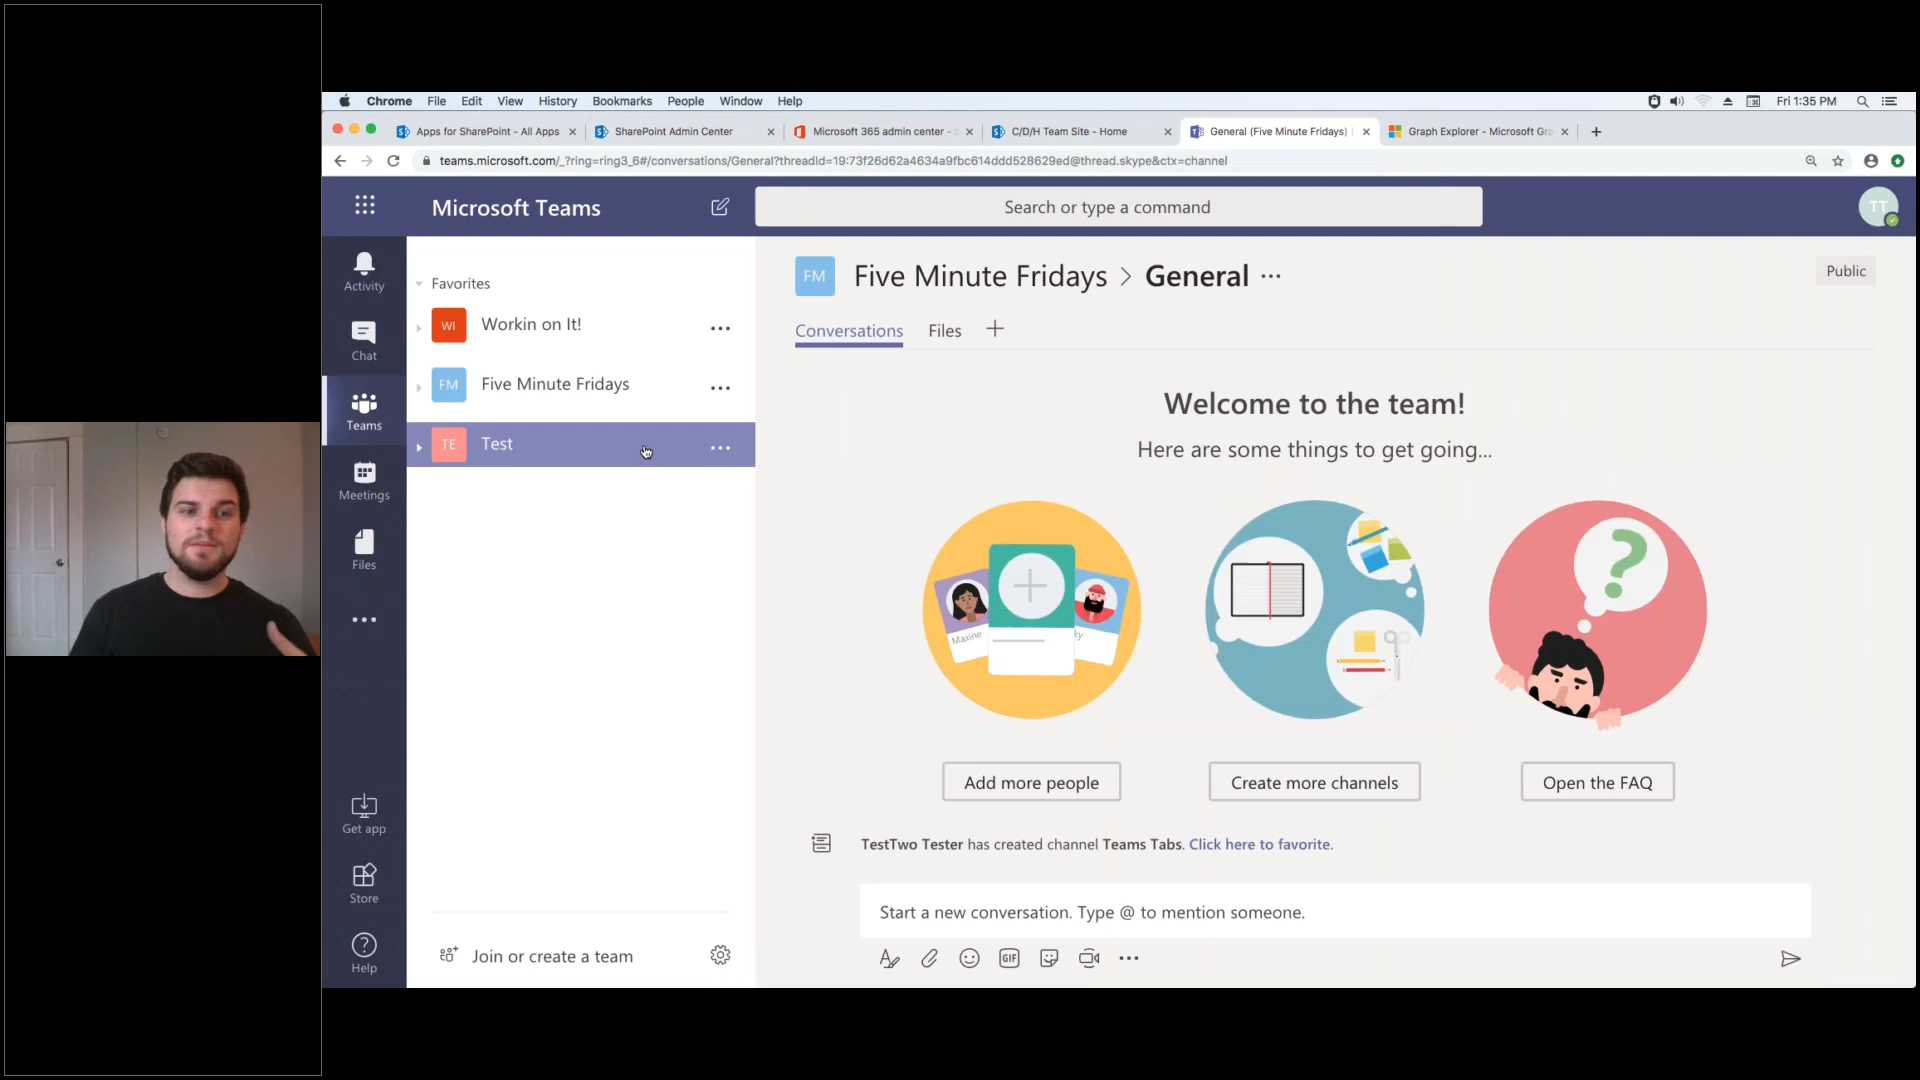 Chrome File Edit View History Bookmarks People Window Help Fri 1:35 PM
Apps for SharePoint - All Apps SharePoint Admin Center Microsoft 365 admin center - C/D/H Team Site - Home General (Five Minute Fridays) Graph Explorer - Microsoft Gra
teams.microsoft.com/_?ring=ring3_6#/conversations/General?threadId=19:73f26d62a4634a9fbc614ddd528629ed@thread.skype&ctx=channel
Microsoft Teams
Search or type a command
TT
Activity
Chat
Teams
Meetings
Files
Get app
Store
Help
Favorites
WI Workin on It!
FM Five Minute Fridays
TE Test
Join or create a team
FM Five Minute Fridays > General ...
Public
Conversations Files +
Welcome to the team!
Here are some things to get going...
Maxine
ky
Add more people
Create more channels
Open the FAQ
TestTwo Tester has created channel Teams Tabs. Click here to favorite.
Start a new conversation. Type @ to mention someone.
GIF